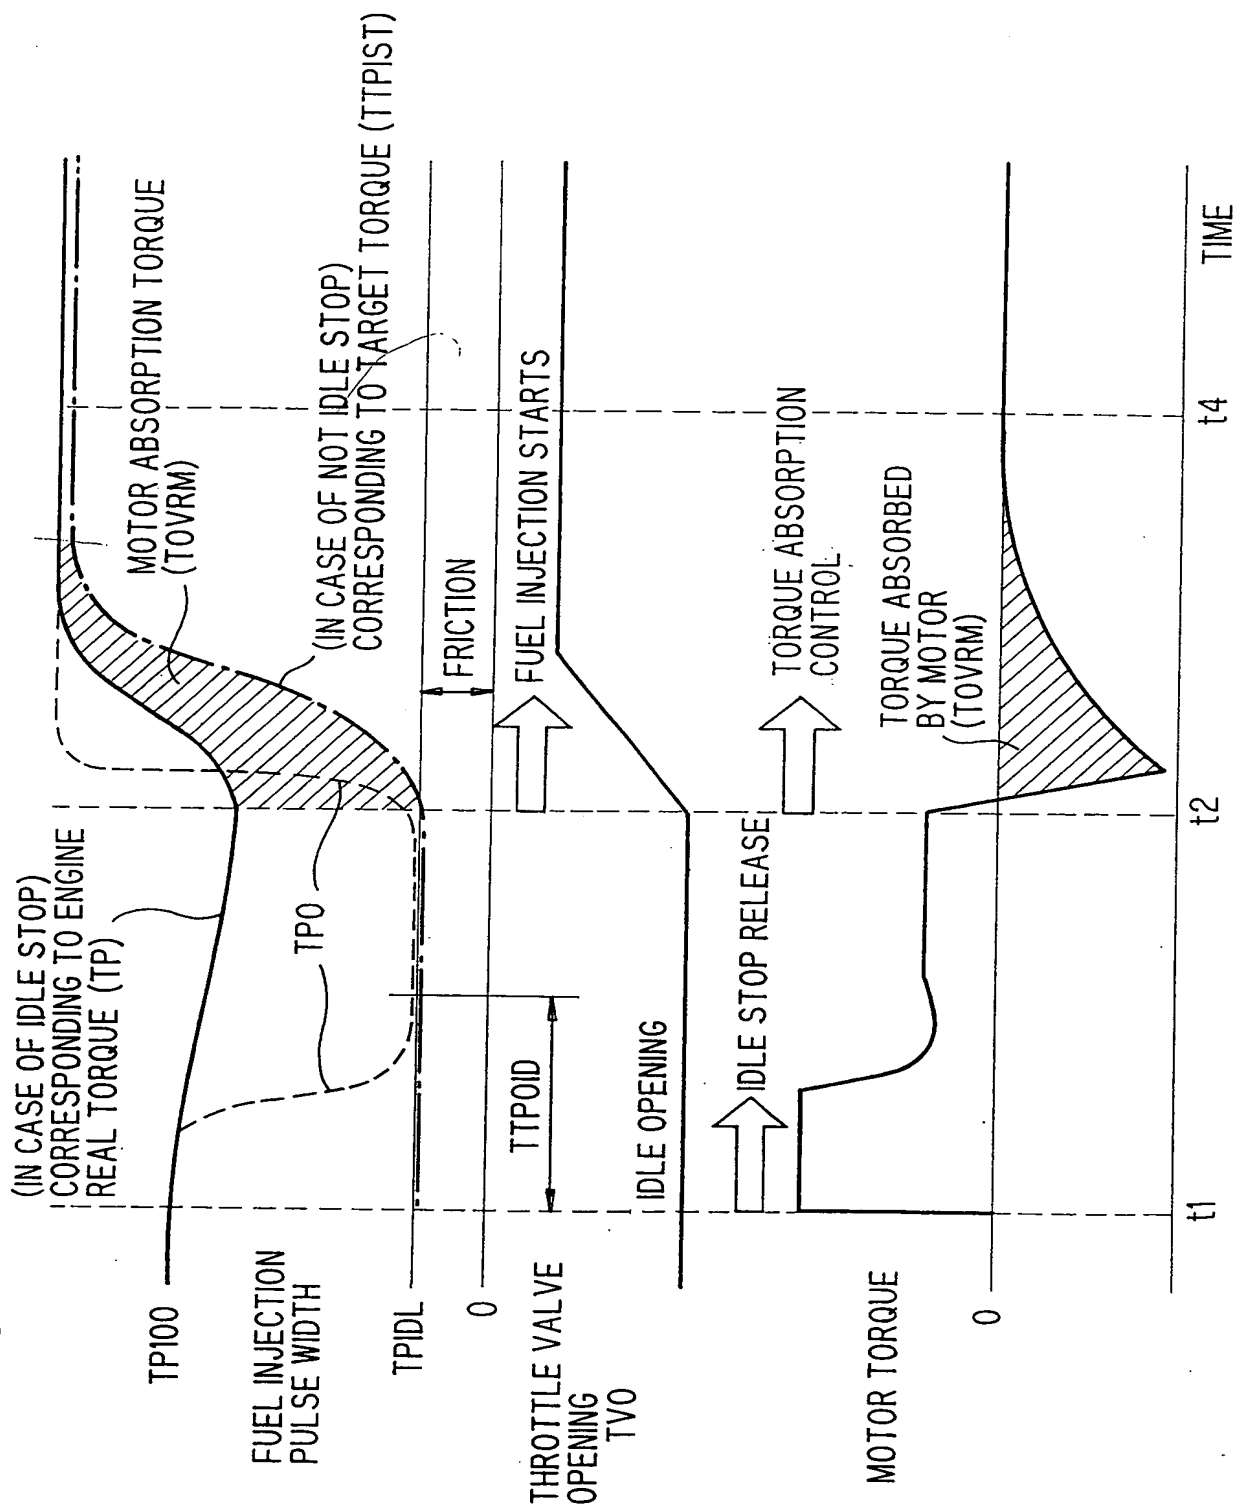 (IN CASE OF IDLE STOP)
CORRESPONDING TO ENGINE
REAL TORQUE (TP)
MOTOR ABSORPTION TORQUE
(TOVRM)
TP100
FUEL INJECTION
PULSE WIDTH
TPO
(IN CASE OF NOT IDLE STOP)
CORRESPONDING TO TARGET TORQUE (TTPIST)
TPIDL
FRICTION
0
TTPOID
FUEL INJECTION STARTS
THROTTLE VALVE
OPENING
TVO
IDLE OPENING
IDLE STOP RELEASE
TORQUE ABSORPTION
CONTROL
MOTOR TORQUE
TORQUE ABSORBED
BY MOTOR
(TOVRM)
0
t1
t2
t4
TIME